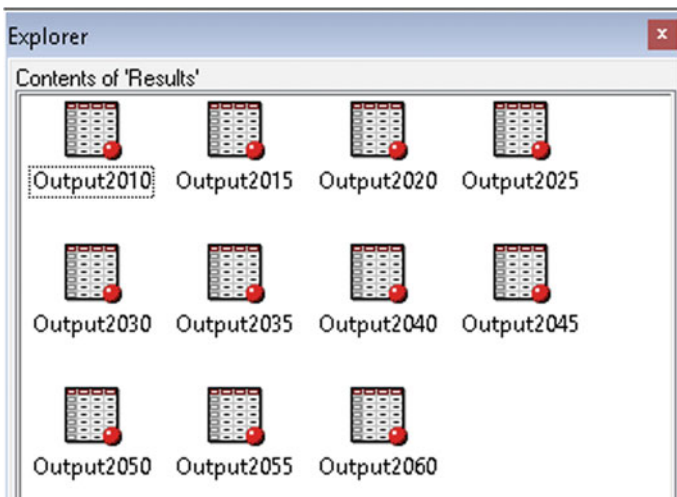 Explorer
x
Contents of 'Results'
Output2010 Output2015 Output2020 Output2025
Output2030 Output2035 Output2040 Output2045
Output2050 Output2055 Output2060